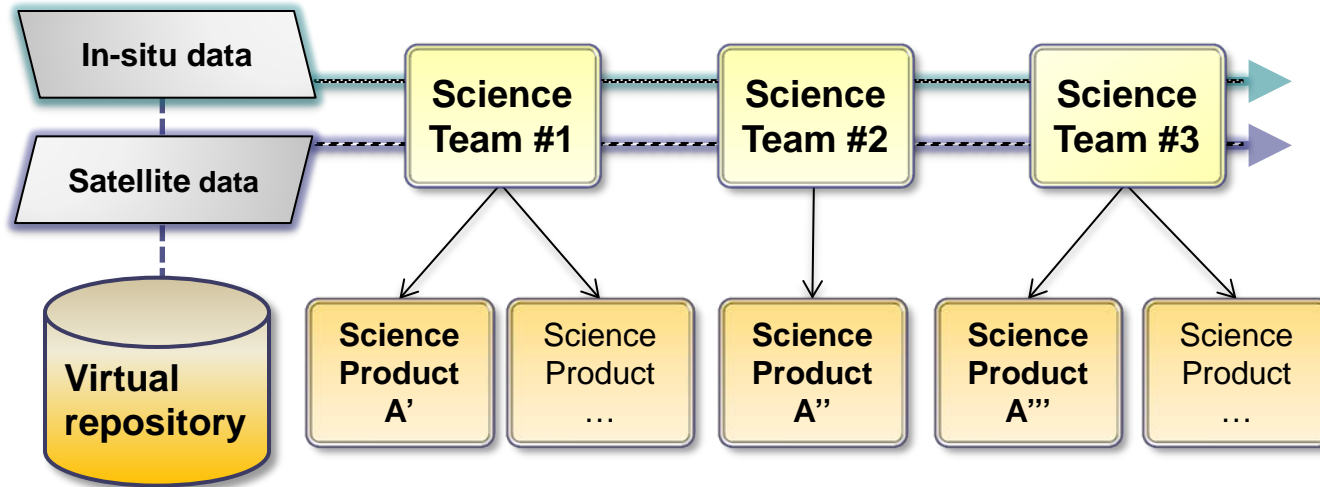 In-situ data
Satellite data
Virtual
repository
Science
Team #1
Science
Team #2
Science
Team #3
Science
Product
A'
Science
Product
…
Science
Product
A''
Science
Product
A'''
Science
Product
…